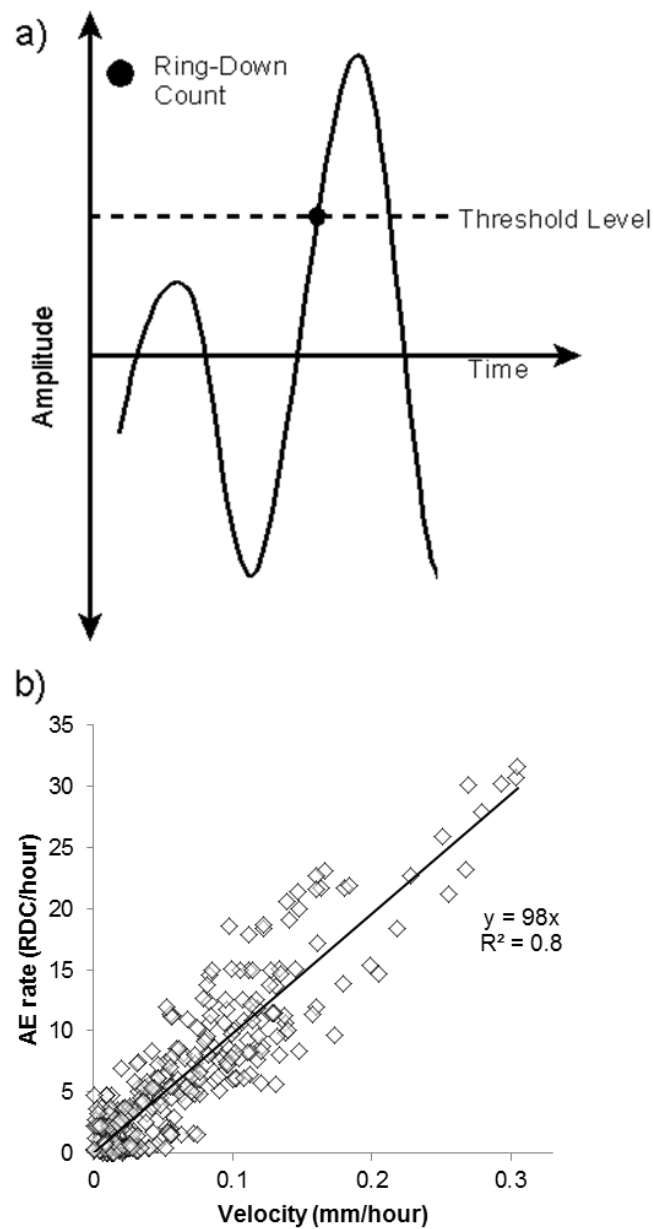 a)
Ring-Down
Count
Threshold Level
Time
Amplitude
b)
35
30
25
20
15
10
5
0
AE rate (RDC/hour)
y = 98x
R² = 0.8
0 0.1 0.2 0.3
Velocity (mm/hour)